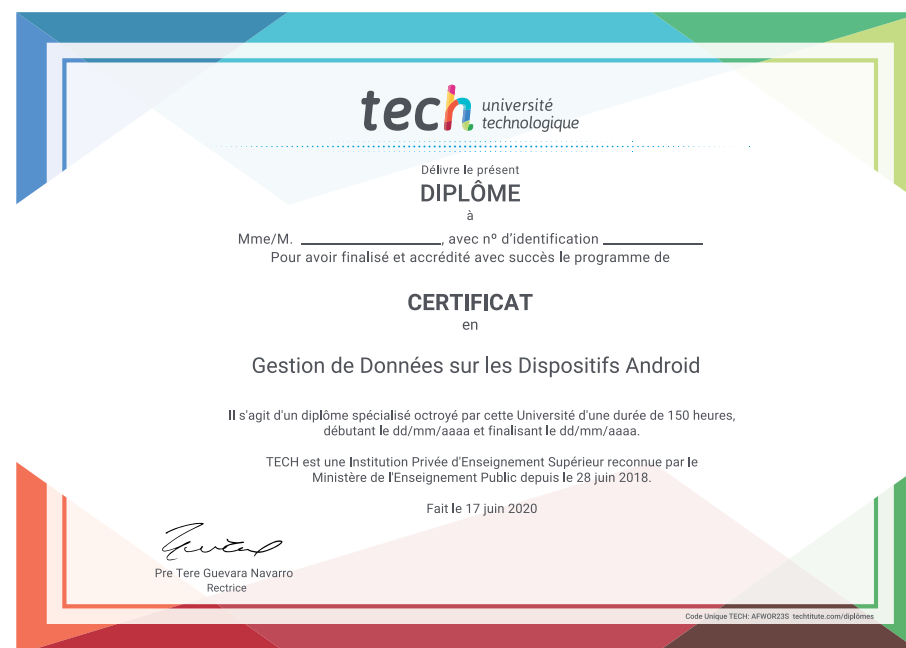 tech université
technologique
Délivre le présent
DIPLÔME
à
Mme/M. ____________________, avec nº d'identification ______________
Pour avoir finalisé et accrédité avec succès le programme de
CERTIFICAT
en
Gestion de Données sur les Dispositifs Android
Il s'agit d'un diplôme spécialisé octroyé par cette Université d'une durée de 150 heures,
débutant le dd/mm/aaaa et finalisant le dd/mm/aaaa.
TECH est une Institution Privée d'Enseignement Supérieur reconnue par le
Ministère de l'Enseignement Public depuis le 28 juin 2018.
Fait le 17 juin 2020
Pre Tere Guevara Navarro
Rectrice
Code Unique TECH: AFWOR23S techtitute.com/diplômes